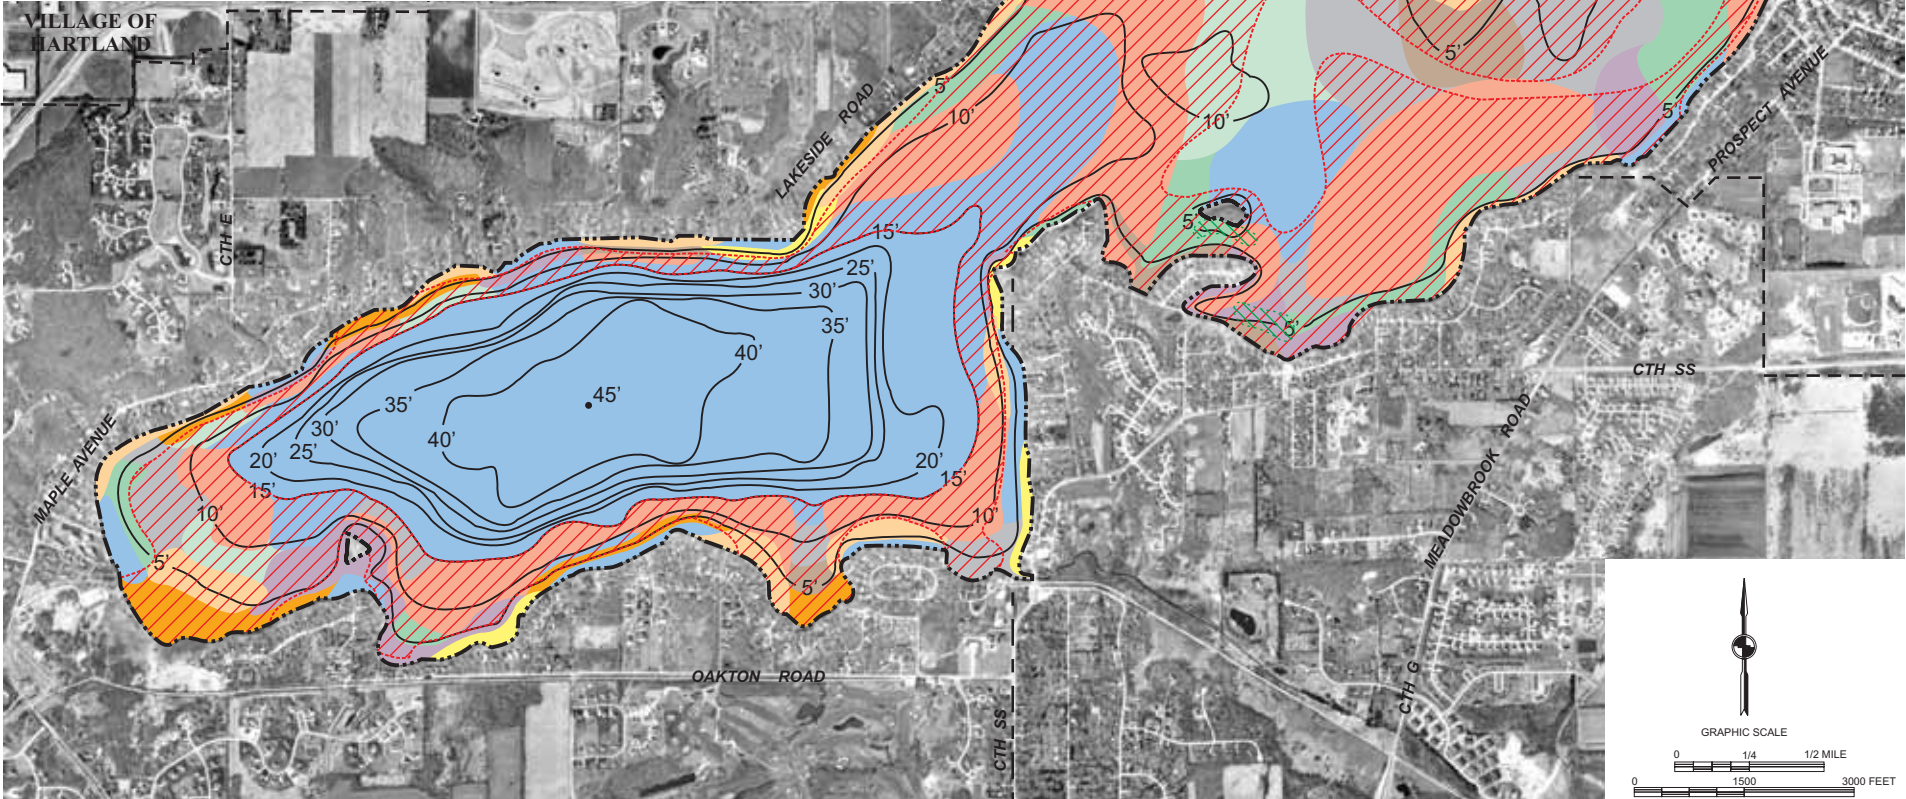 VILLAGE OF
HARTLAND
CTH E
LAKESIDE ROAD
PROSPECT AVENUE
MAPLE AVENUE
OAKTON ROAD
CTH SS
CTH SS
MEADOWBROOK ROAD
CTH G
5'
10'
5'
10'
5'
5'
5'
15'
25'
30'
35'
40'
45'
35'
40'
30'
25'
20'
15'
10'
5'
20'
15'
10'
5'
GRAPHIC SCALE
0 1/4 1/2 MILE
0 1500 3000 FEET